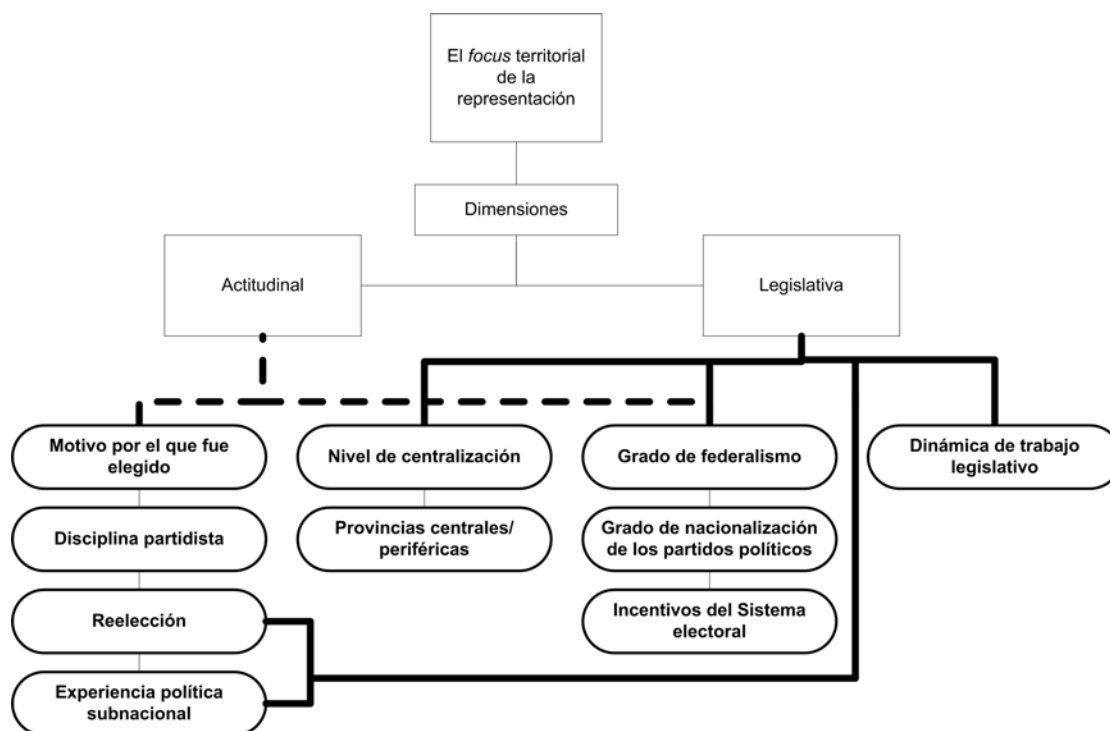 El focus territorial
de la
representación
Dimensiones
Actitudinal
Legislativa
Motivo por el que fue
elegido
Nivel de centralización
Grado de federalismo
Dinámica de trabajo
legislativo
Disciplina partidista
Provincias centrales/
periféricas
Grado de nacionalización
de los partidos políticos
Reelección
Incentivos del Sistema
electoral
Experiencia política
subnacional